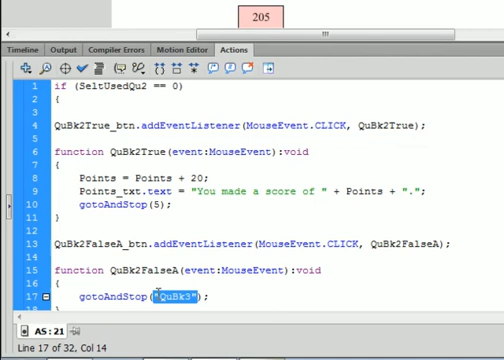 205
Timeline Output Compiler Errors Motion Editor Actions
1 if (SeltUsedQu2 == 0)
2 {
3
4 QuBk2True_btn.addEventListener(MouseEvent.CLICK, QuBk2True);
5
6 function QuBk2True(event:MouseEvent):void
7 {
8 Points = Points + 20;
9 Points_txt.text = "You made a score of " + Points + ".";
10 gotoAndStop(5);
11 }
12
13 QuBk2FalseA_btn.addEventListener(MouseEvent.CLICK, QuBk2FalseA);
14
15 function QuBk2FalseA(event:MouseEvent):void
16 {
17 gotoAndStop("QuBk3");
18 }
AS: 21
Line 17 of 32, Col 14